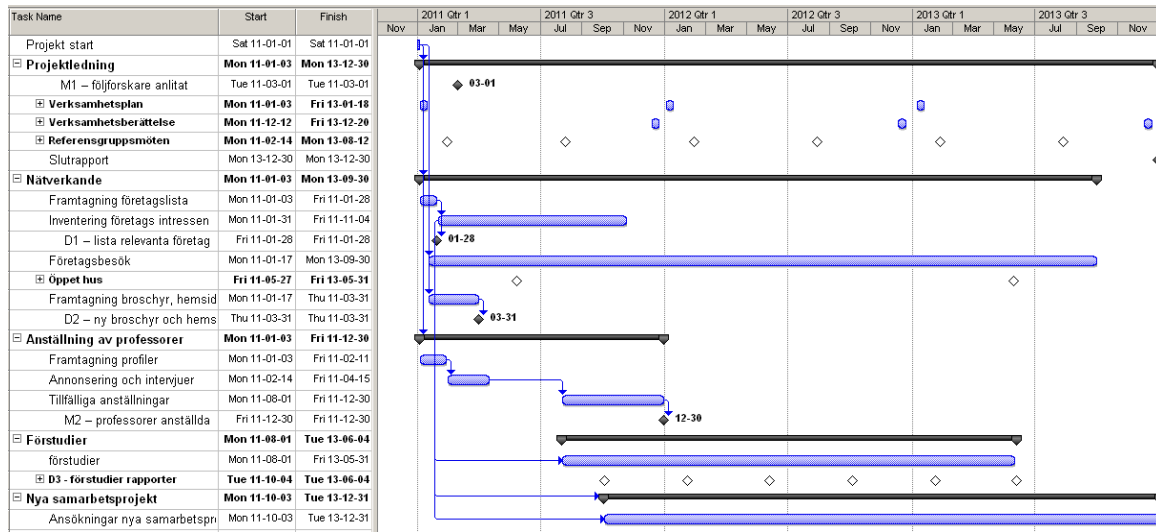 Task Name Start Finish 2011 Qtr 1 2011 Qtr 3 2012 Qtr 1 2012 Qtr 3 2013 Qtr 1 2013 Qtr 3
Nov Jan Mar May Jul Sep Nov Jan Mar May Jul Sep Nov Jan Mar May Jul Sep Nov
Projekt start Sat 11-01-01 Sat 11-01-01
Projektledning Mon 11-01-03 Mon 13-12-30
M1 – följforskare anlitat Tue 11-03-01 Tue 11-03-01 03-01
Verksamhetsplan Mon 11-01-03 Fri 13-01-18
Verksamhetsberättelse Mon 11-12-12 Fri 13-12-20
Referensgruppsmöten Mon 11-02-14 Mon 13-08-12
Slutrapport Mon 13-12-30 Mon 13-12-30
Nätverkande Mon 11-01-03 Mon 13-09-30
Framtagning företagslista Mon 11-01-03 Fri 11-01-28
Inventering företags intressen Mon 11-01-31 Fri 11-11-04
D1 – lista relevanta företag Fri 11-01-28 Fri 11-01-28 01-28
Företagsbesök Mon 11-01-17 Mon 13-09-30
Öppet hus Fri 11-05-27 Fri 13-05-31
Framtagning broschyr, hemsid Mon 11-01-17 Thu 11-03-31
D2 – ny broschyr och hems Thu 11-03-31 Thu 11-03-31 03-31
Anställning av professorer Mon 11-01-03 Fri 11-12-30
Framtagning profiler Mon 11-01-03 Fri 11-02-11
Annonsering och intervjuer Mon 11-02-14 Fri 11-04-15
Tillfälliga anställningar Mon 11-08-01 Fri 11-12-30
M2 – professorer anställda Fri 11-12-30 Fri 11-12-30 12-30
Förstudier Mon 11-08-01 Tue 13-06-04
förstudier Mon 11-08-01 Fri 13-05-31
D3 - förstudier rapporter Tue 11-10-04 Tue 13-06-04
Nya samarbetsprojekt Mon 11-10-03 Tue 13-12-31
Ansökningar nya samarbetspr Mon 11-10-03 Tue 13-12-31